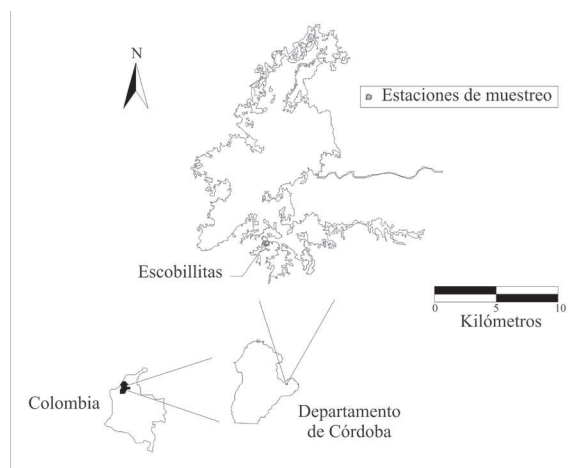 N
Estaciones de muestreo
Escobillitas
0 5 10
Kilómetros
Colombia
Departamento
de Córdoba